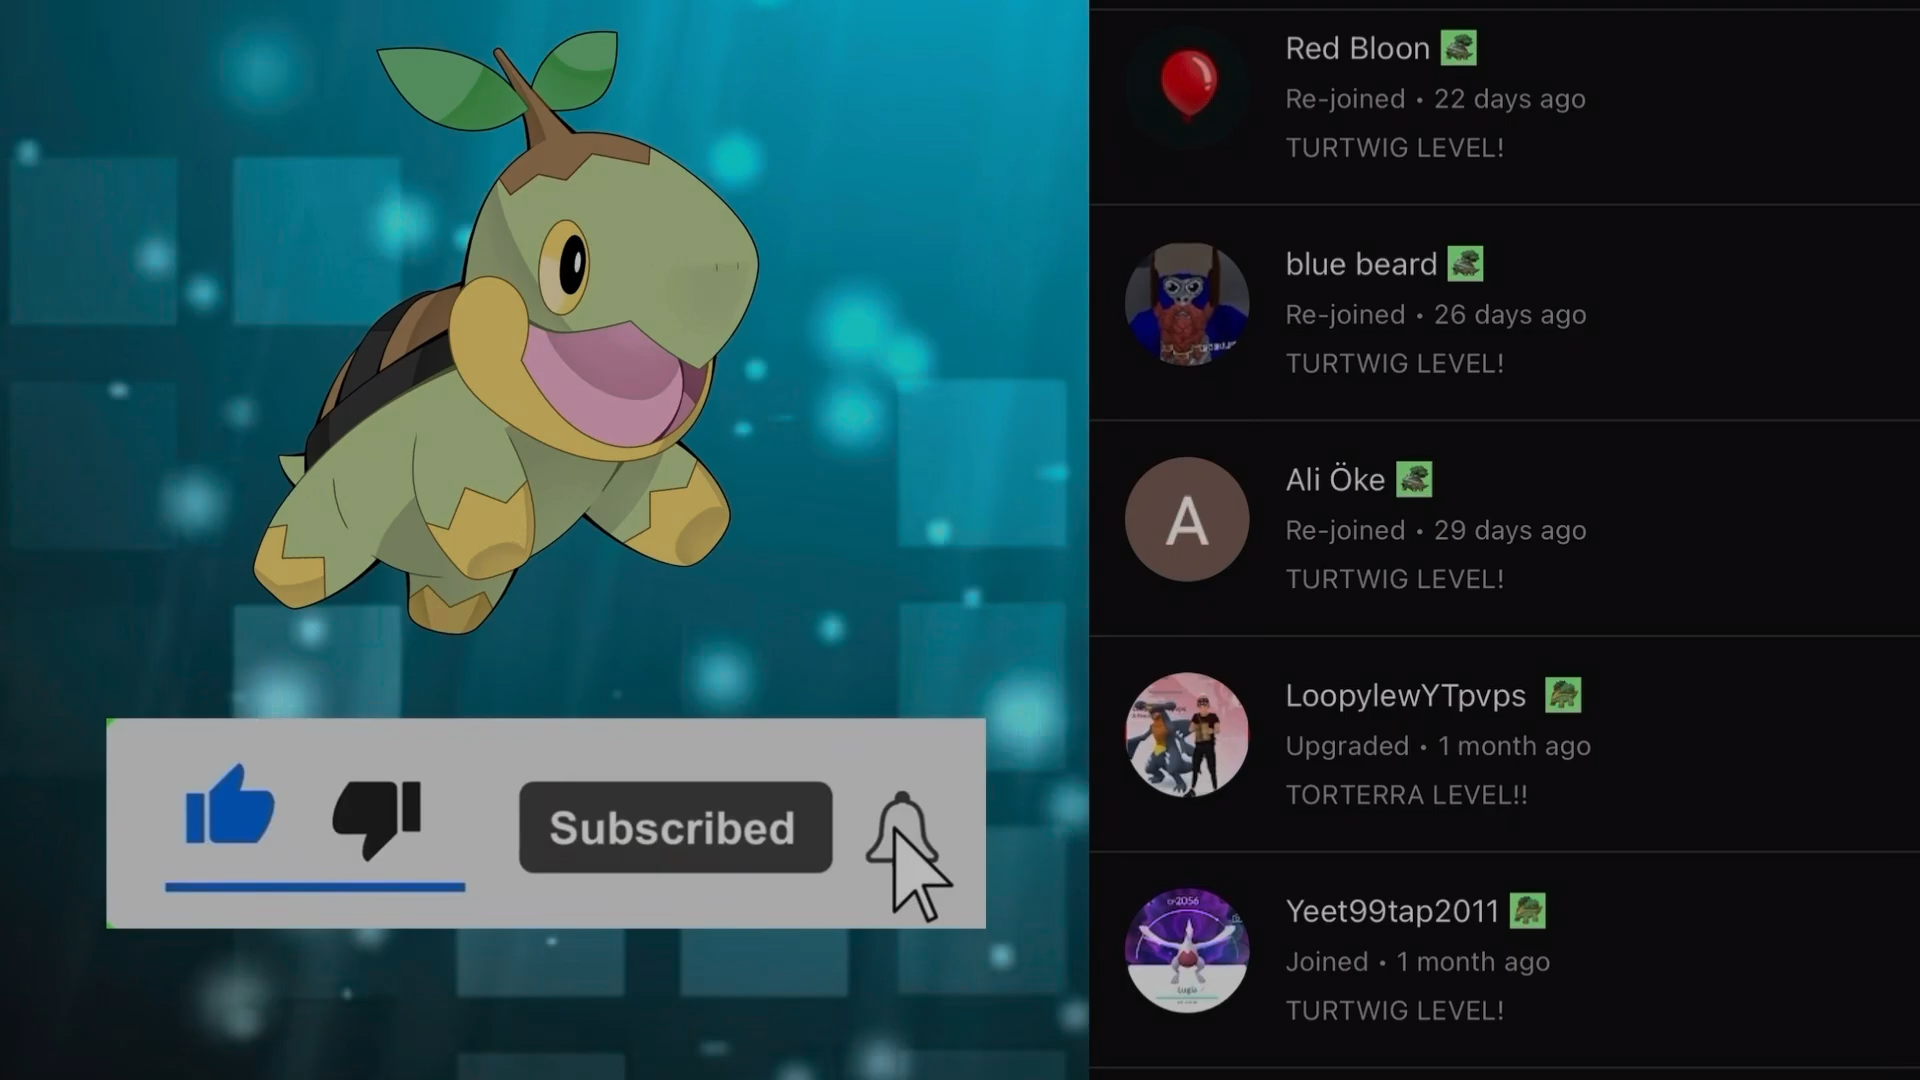 Subscribed
Red Bloon
Re-joined • 22 days ago
TURTWIG LEVEL!
blue beard
Re-joined • 26 days ago
TURTWIG LEVEL!
A
Ali Öke
Re-joined • 29 days ago
TURTWIG LEVEL!
LoopylewYTpvps
Upgraded • 1 month ago
TORTERRA LEVEL!!
CP2056
Lugia
Yeet99tap2011
Joined • 1 month ago
TURTWIG LEVEL!